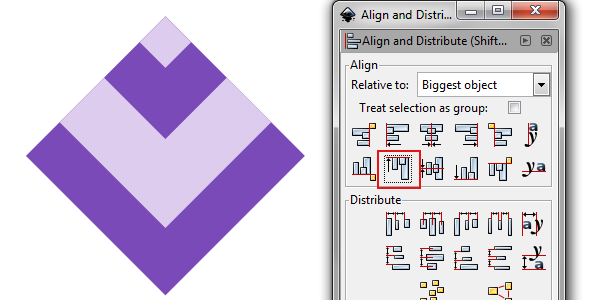 Align and Distri...
Align and Distribute (Shift...
Align
Relative to: Biggest object
Treat selection as group:
a y
y a
Distribute
a y
y a